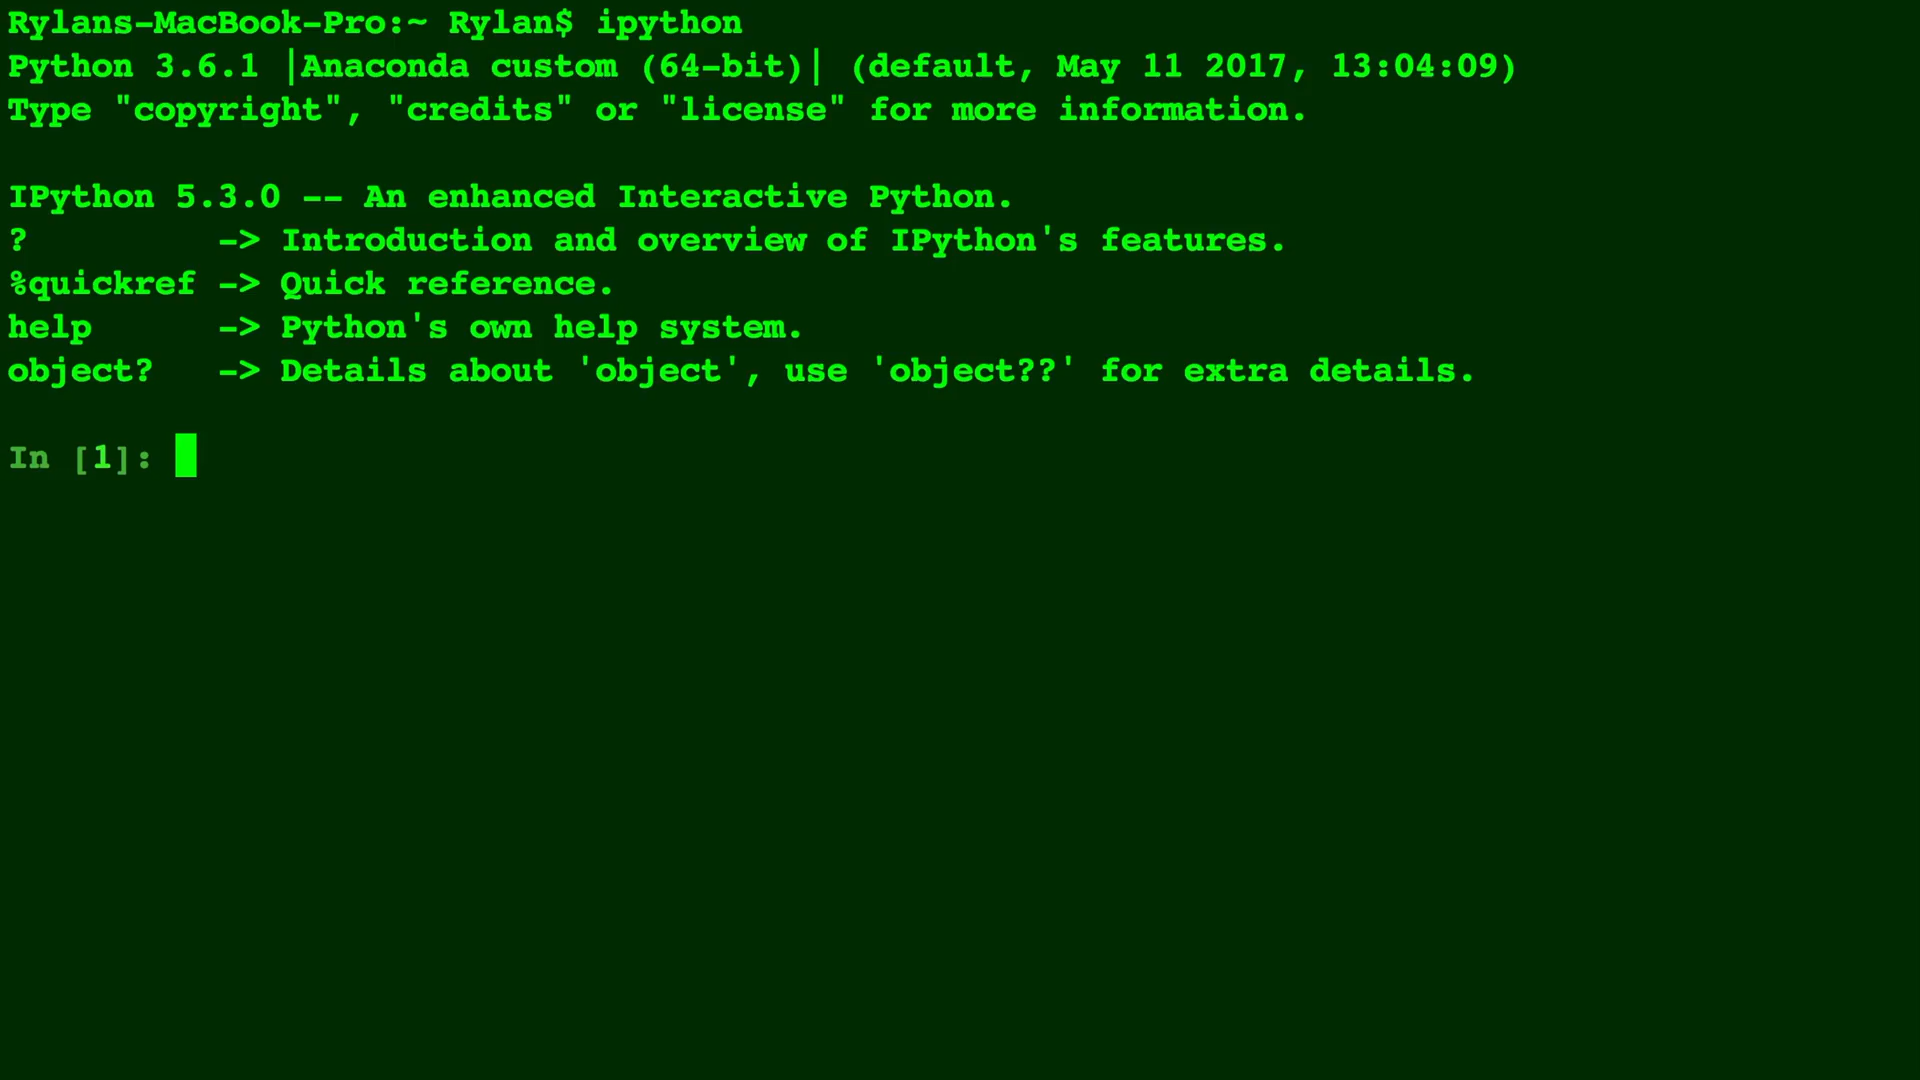 Rylans-MacBook-Pro:~ Rylan$ ipython
Python 3.6.1 |Anaconda custom (64-bit)| (default, May 11 2017, 13:04:09)
Type "copyright", "credits" or "license" for more information.

IPython 5.3.0 -- An enhanced Interactive Python.
?         -> Introduction and overview of IPython's features.
%quickref -> Quick reference.
help      -> Python's own help system.
object?   -> Details about 'object', use 'object??' for extra details.

In [1]: